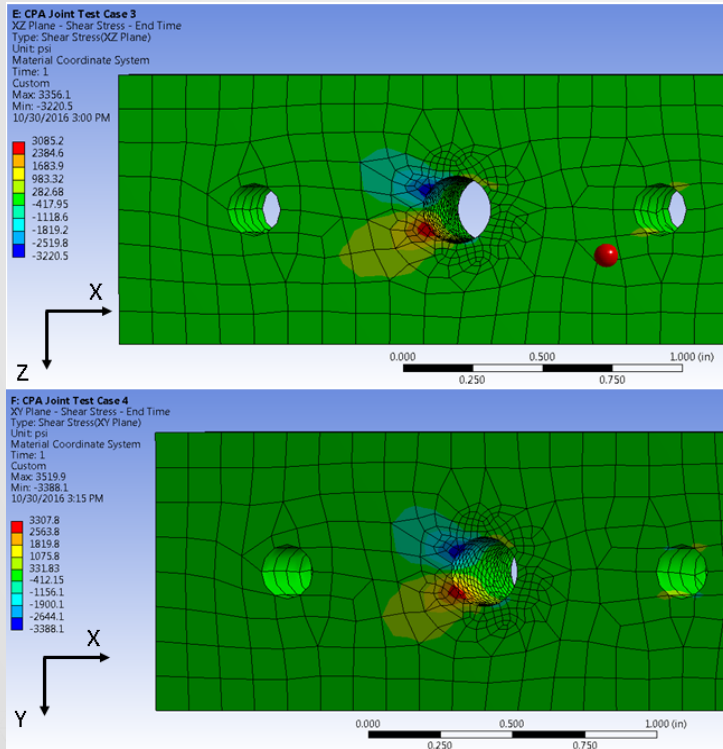 E: CPA Joint Test Case 3
XZ Plane - Shear Stress - End Time
Type: Shear Stress(XZ Plane)
Unit: psi
Material Coordinate System
Time: 1
Custom
Max: 3356.1
Min: -3220.5
10/30/2016 3:00 PM
3085.2
2384.6
1683.9
983.32
282.68
-417.95
-1118.6
-1819.2
-2519.8
-3220.5
X
Z
0.000 0.500 1.000 (in)
0.250 0.750
F: CPA Joint Test Case 4
XY Plane - Shear Stress - End Time
Type: Shear Stress(XY Plane)
Unit: psi
Material Coordinate System
Time: 1
Custom
Max: 3519.9
Min: -3388.1
10/30/2016 3:15 PM
3307.8
2563.8
1819.8
1075.8
331.83
-412.15
-1156.1
-1900.1
-2644.1
-3388.1
X
Y
0.000 0.500 1.000 (in)
0.250 0.750